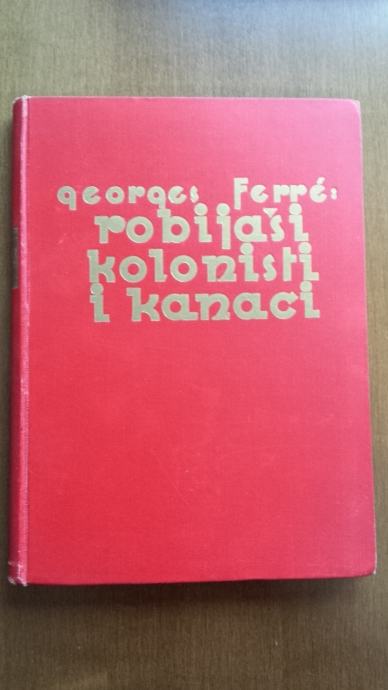 georges Ferré:
robijaši
kolonisti
i kanaci